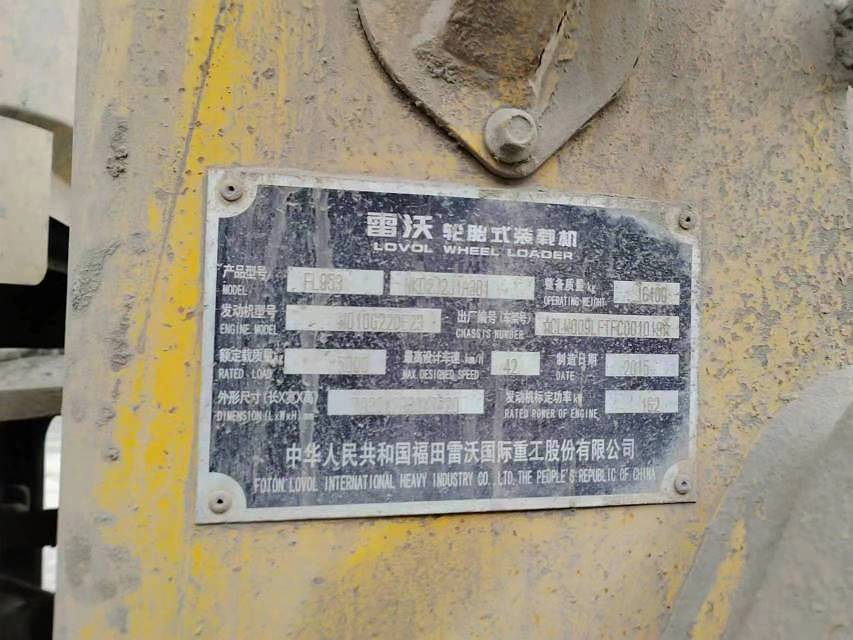 雷沃 轮胎式装载机
LOVOL WHEEL LOADER
产品型号 FL953 整备质量 kg
MODEL OPERATING WEIGHT
发动机型号 出厂编号(车架号)
ENGINE MODEL CHASSIS NUMBER
额定载质量 kg 最高设计车速 km/h 42 制造日期 2015
RATED LOAD MAX DESIGNED SPEED DATE
外形尺寸(长X宽X高) 发动机标定功率 kW 162
DIMENSION(LxWxH) RATED POWER OF ENGINE
中华人民共和国福田雷沃国际重工股份有限公司
FOTON LOVOL INTERNATIONAL HEAVY INDUSTRY CO., LTD, THE PEOPLE'S REPUBLIC OF CHINA